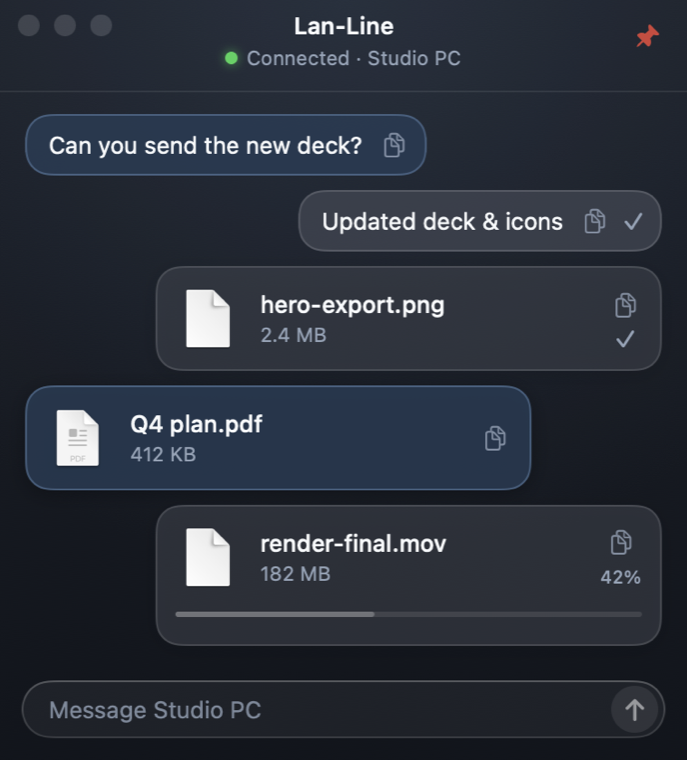 Lan-Line
Connected · Studio PC
Can you send the new deck?
Updated deck & icons
hero-export.png
2.4 MB
Q4 plan.pdf
412 KB
PDF
render-final.mov
182 MB
42%
Message Studio PC